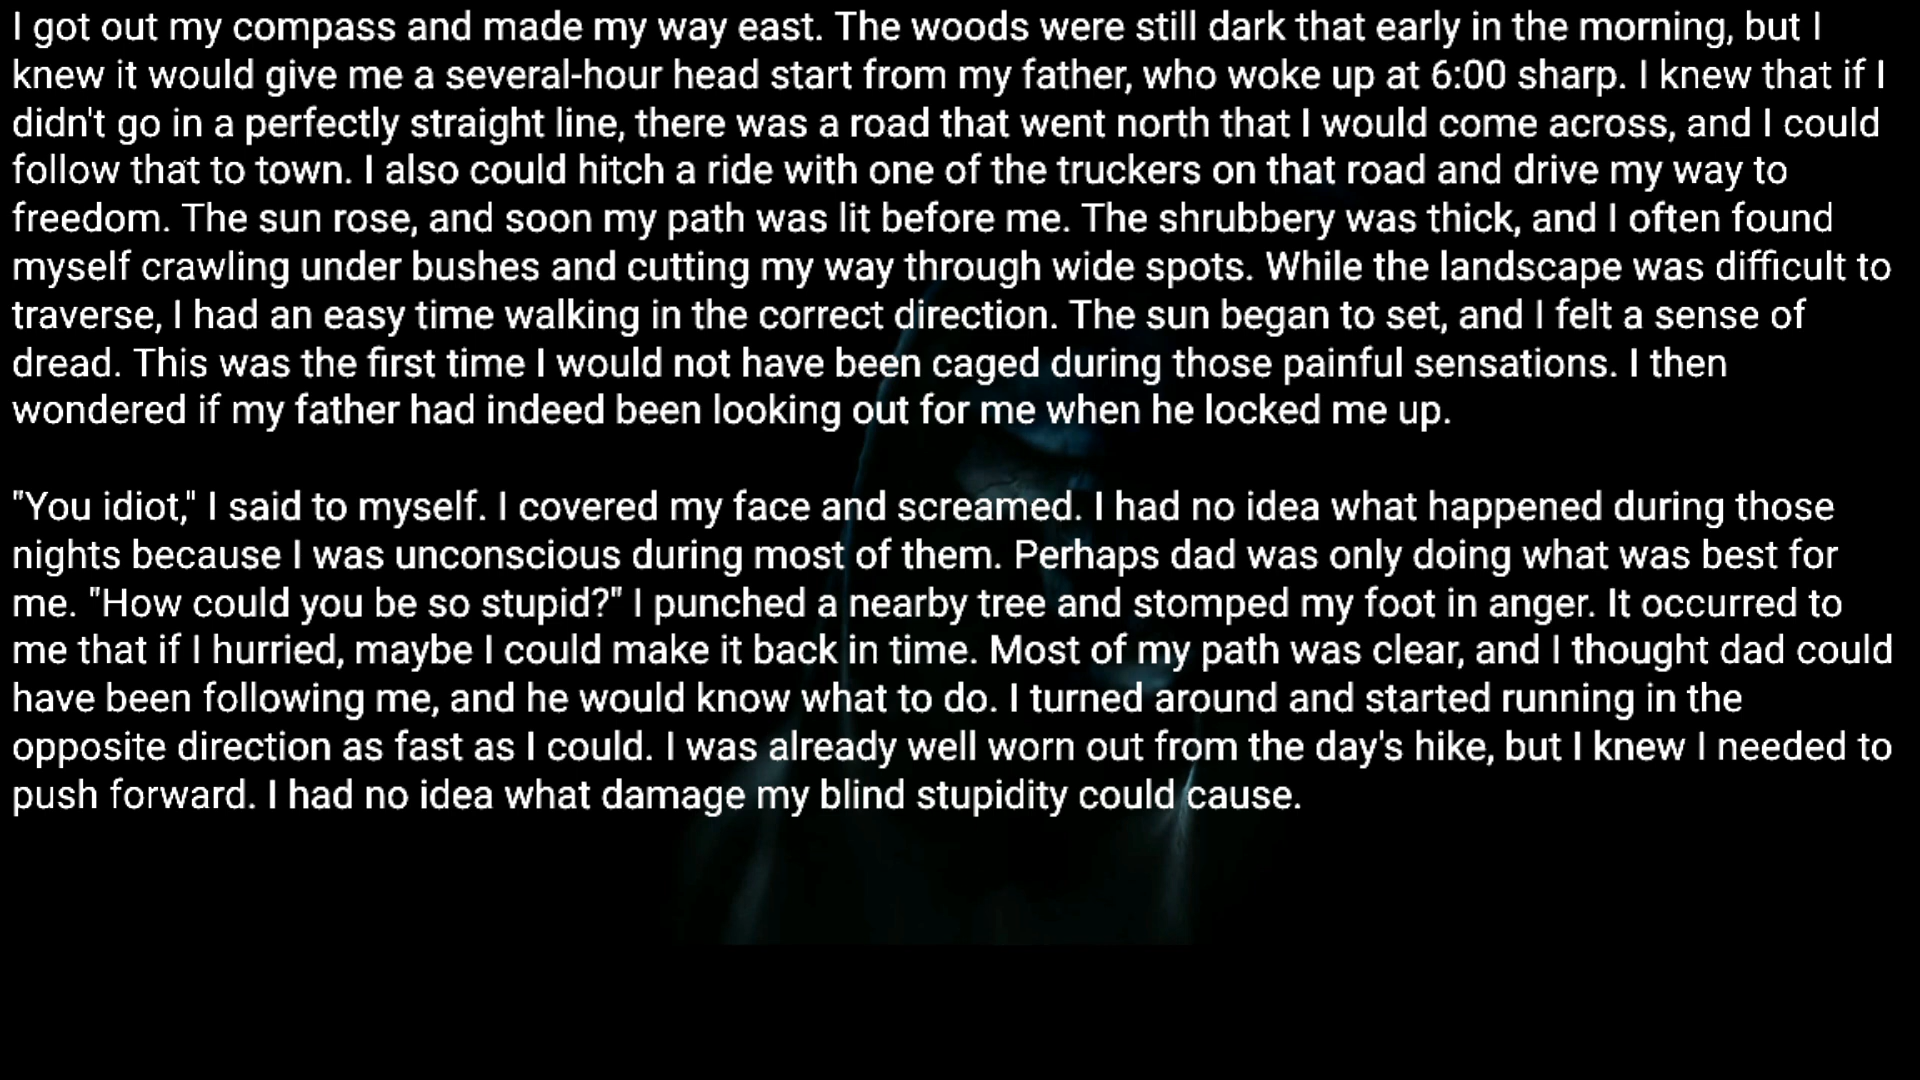 I got out my compass and made my way east. The woods were still dark that early in the morning, but I
knew it would give me a several-hour head start from my father, who woke up at 6:00 sharp. I knew that if I
didn't go in a perfectly straight line, there was a road that went north that I would come across, and I could
follow that to town. I also could hitch a ride with one of the truckers on that road and drive my way to
freedom. The sun rose, and soon my path was lit before me. The shrubbery was thick, and I often found
myself crawling under bushes and cutting my way through wide spots. While the landscape was difficult to
traverse, I had an easy time walking in the correct direction. The sun began to set, and I felt a sense of
dread. This was the first time I would not have been caged during those painful sensations. I then
wondered if my father had indeed been looking out for me when he locked me up.
"You idiot," I said to myself. I covered my face and screamed. I had no idea what happened during those
nights because I was unconscious during most of them. Perhaps dad was only doing what was best for
me. "How could you be so stupid?" I punched a nearby tree and stomped my foot in anger. It occurred to
me that if I hurried, maybe I could make it back in time. Most of my path was clear, and I thought dad could
have been following me, and he would know what to do. I turned around and started running in the
opposite direction as fast as I could. I was already well worn out from the day's hike, but I knew I needed to
push forward. I had no idea what damage my blind stupidity could cause.